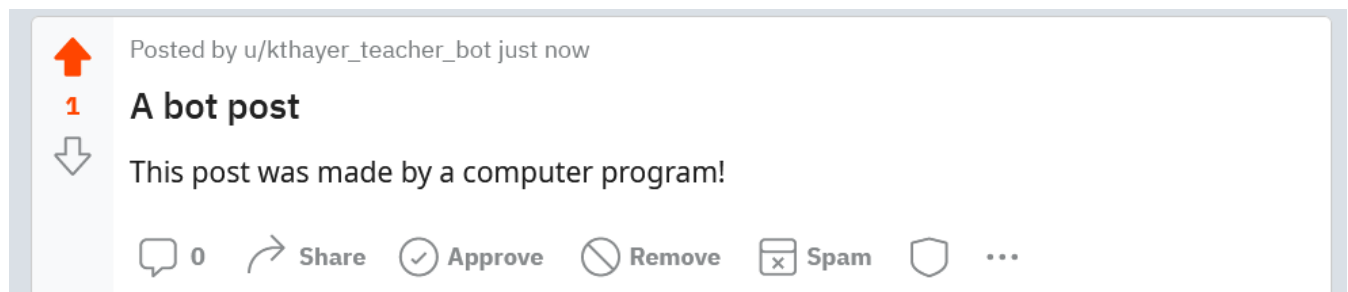 Posted by u/kthayer_teacher_bot just now
1
A bot post
This post was made by a computer program!
0 Share Approve Remove Spam